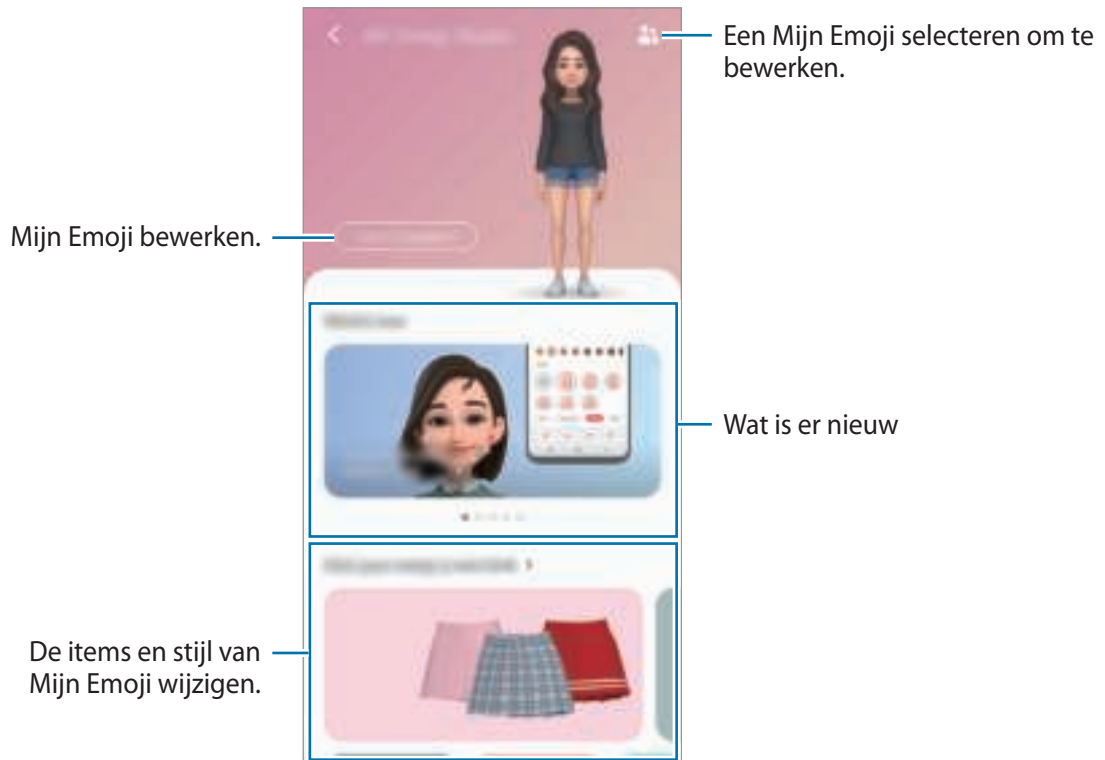 Een Mijn Emoji selecteren om te
bewerken.
Mijn Emoji bewerken.
Wat is er nieuw
De items en stijl van
Mijn Emoji wijzigen.